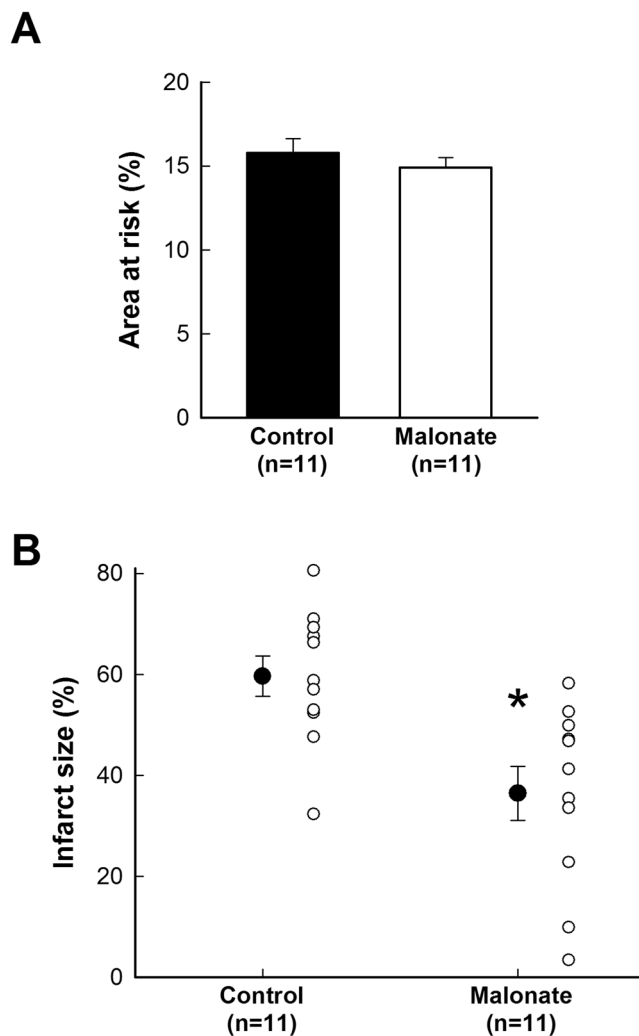 A
20
15
10
5
0
Area at risk (%)
Control
(n=11)
Malonate
(n=11)
B
80
60
40
20
0
Infarct size (%)
*
Control
(n=11)
Malonate
(n=11)